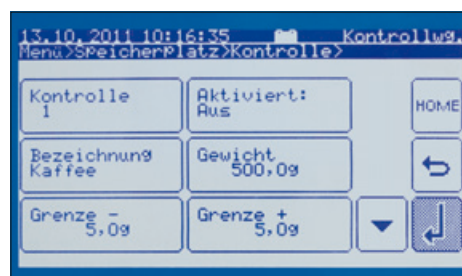 13.10.2011 10:16:35 Kontrollwg.
Menü>Speicherplatz>Kontrolle>
Kontrolle
1
Aktiviert:
Aus
HOME
Bezeichnung
Kaffee
Gewicht
500,0g
Grenze -
5,0g
Grenze +
5,0g